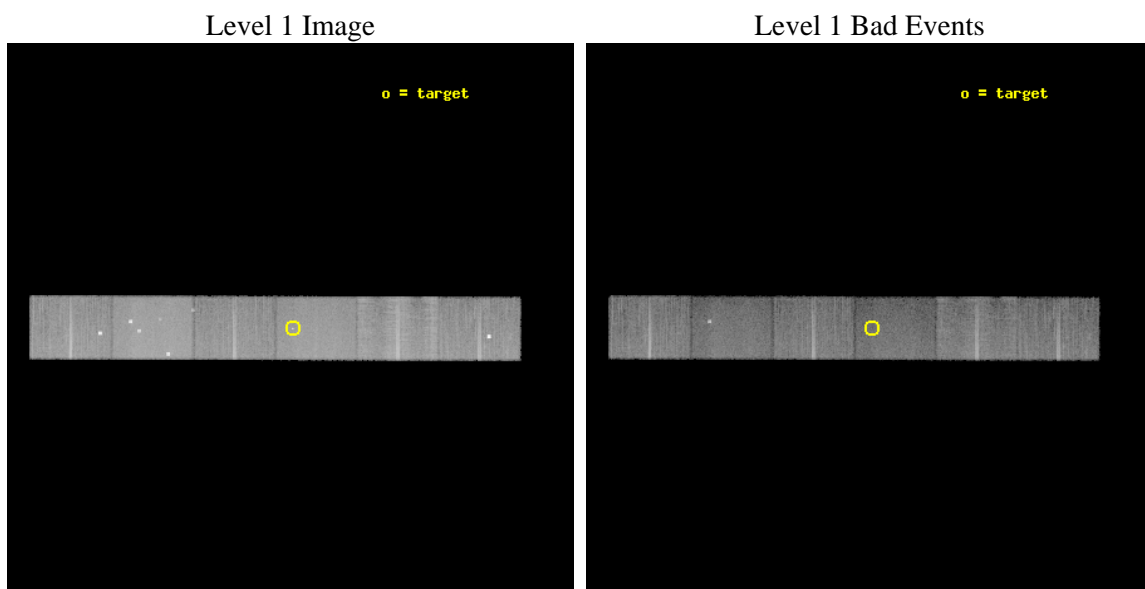 Level 1 Image
Level 1 Bad Events
o = target
o = target